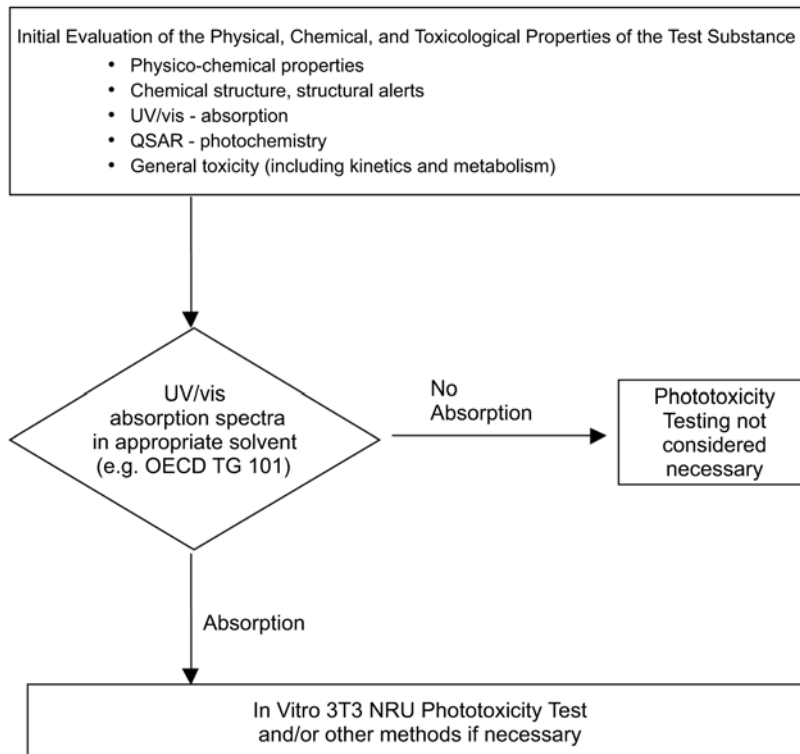 Initial Evaluation of the Physical, Chemical, and Toxicological Properties of the Test Substance
• Physico-chemical properties
• Chemical structure, structural alerts
• UV/vis - absorption
• QSAR - photochemistry
• General toxicity (including kinetics and metabolism)
UV/vis
absorption spectra
in appropriate solvent
(e.g. OECD TG 101)
No
Absorption
Phototoxicity
Testing not
considered
necessary
Absorption
In Vitro 3T3 NRU Phototoxicity Test
and/or other methods if necessary